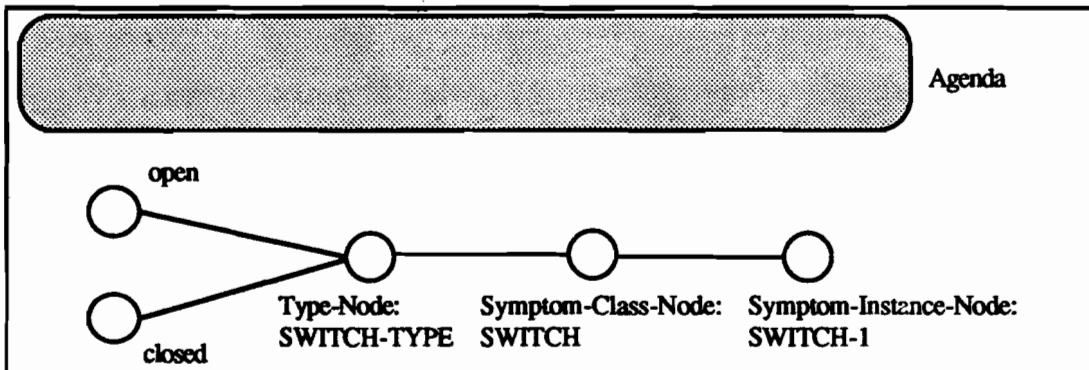 Agenda
open
closed
Type-Node:
SWITCH-TYPE
Symptom-Class-Node:
SWITCH
Symptom-Instance-Node:
SWITCH-1